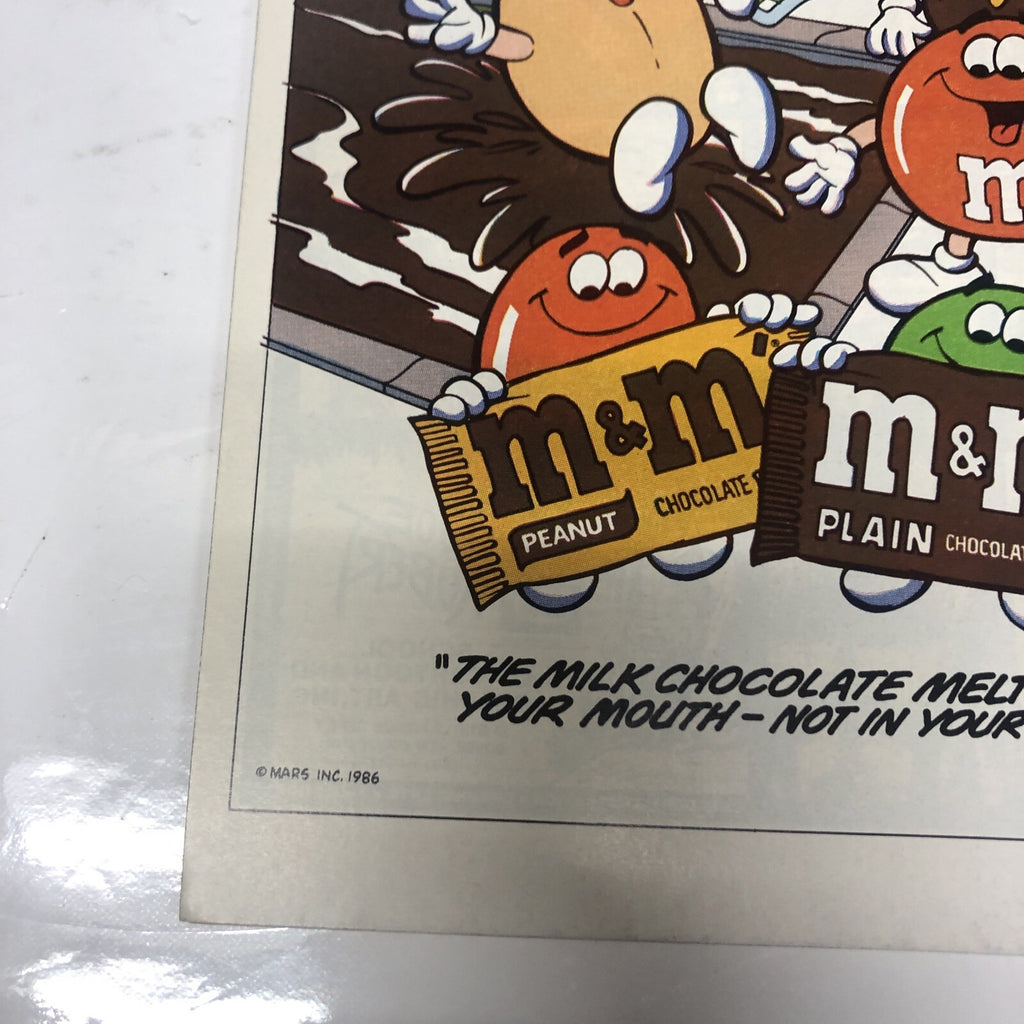 m
m&m
PEANUT
CHOCOLATE
m&
PLAIN
"THE MILK CHOCOLATE MELT
YOUR MOUTH – NOT IN YOUR
© MARS INC. 1986